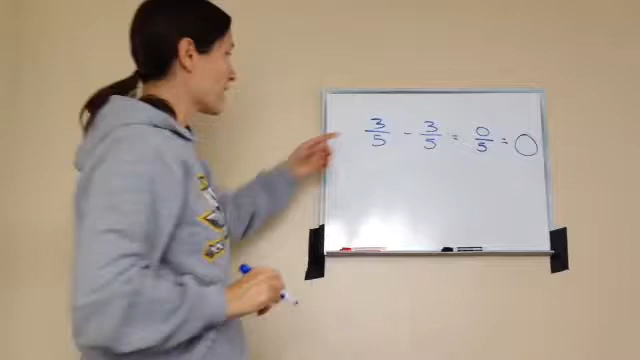 3/5 - 3/5 = 0/5 = 0